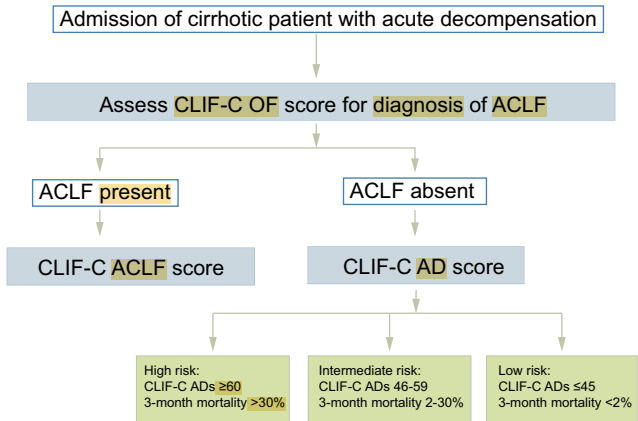 Admission of cirrhotic patient with acute decompensation
Assess CLIF-C OF score for diagnosis of ACLF
ACLF present
ACLF absent
CLIF-C ACLF score
CLIF-C AD score
High risk:
CLIF-C ADs ≥60
3-month mortality >30%
Intermediate risk:
CLIF-C ADs 46-59
3-month mortality 2-30%
Low risk:
CLIF-C ADs ≤45
3-month mortality <2%